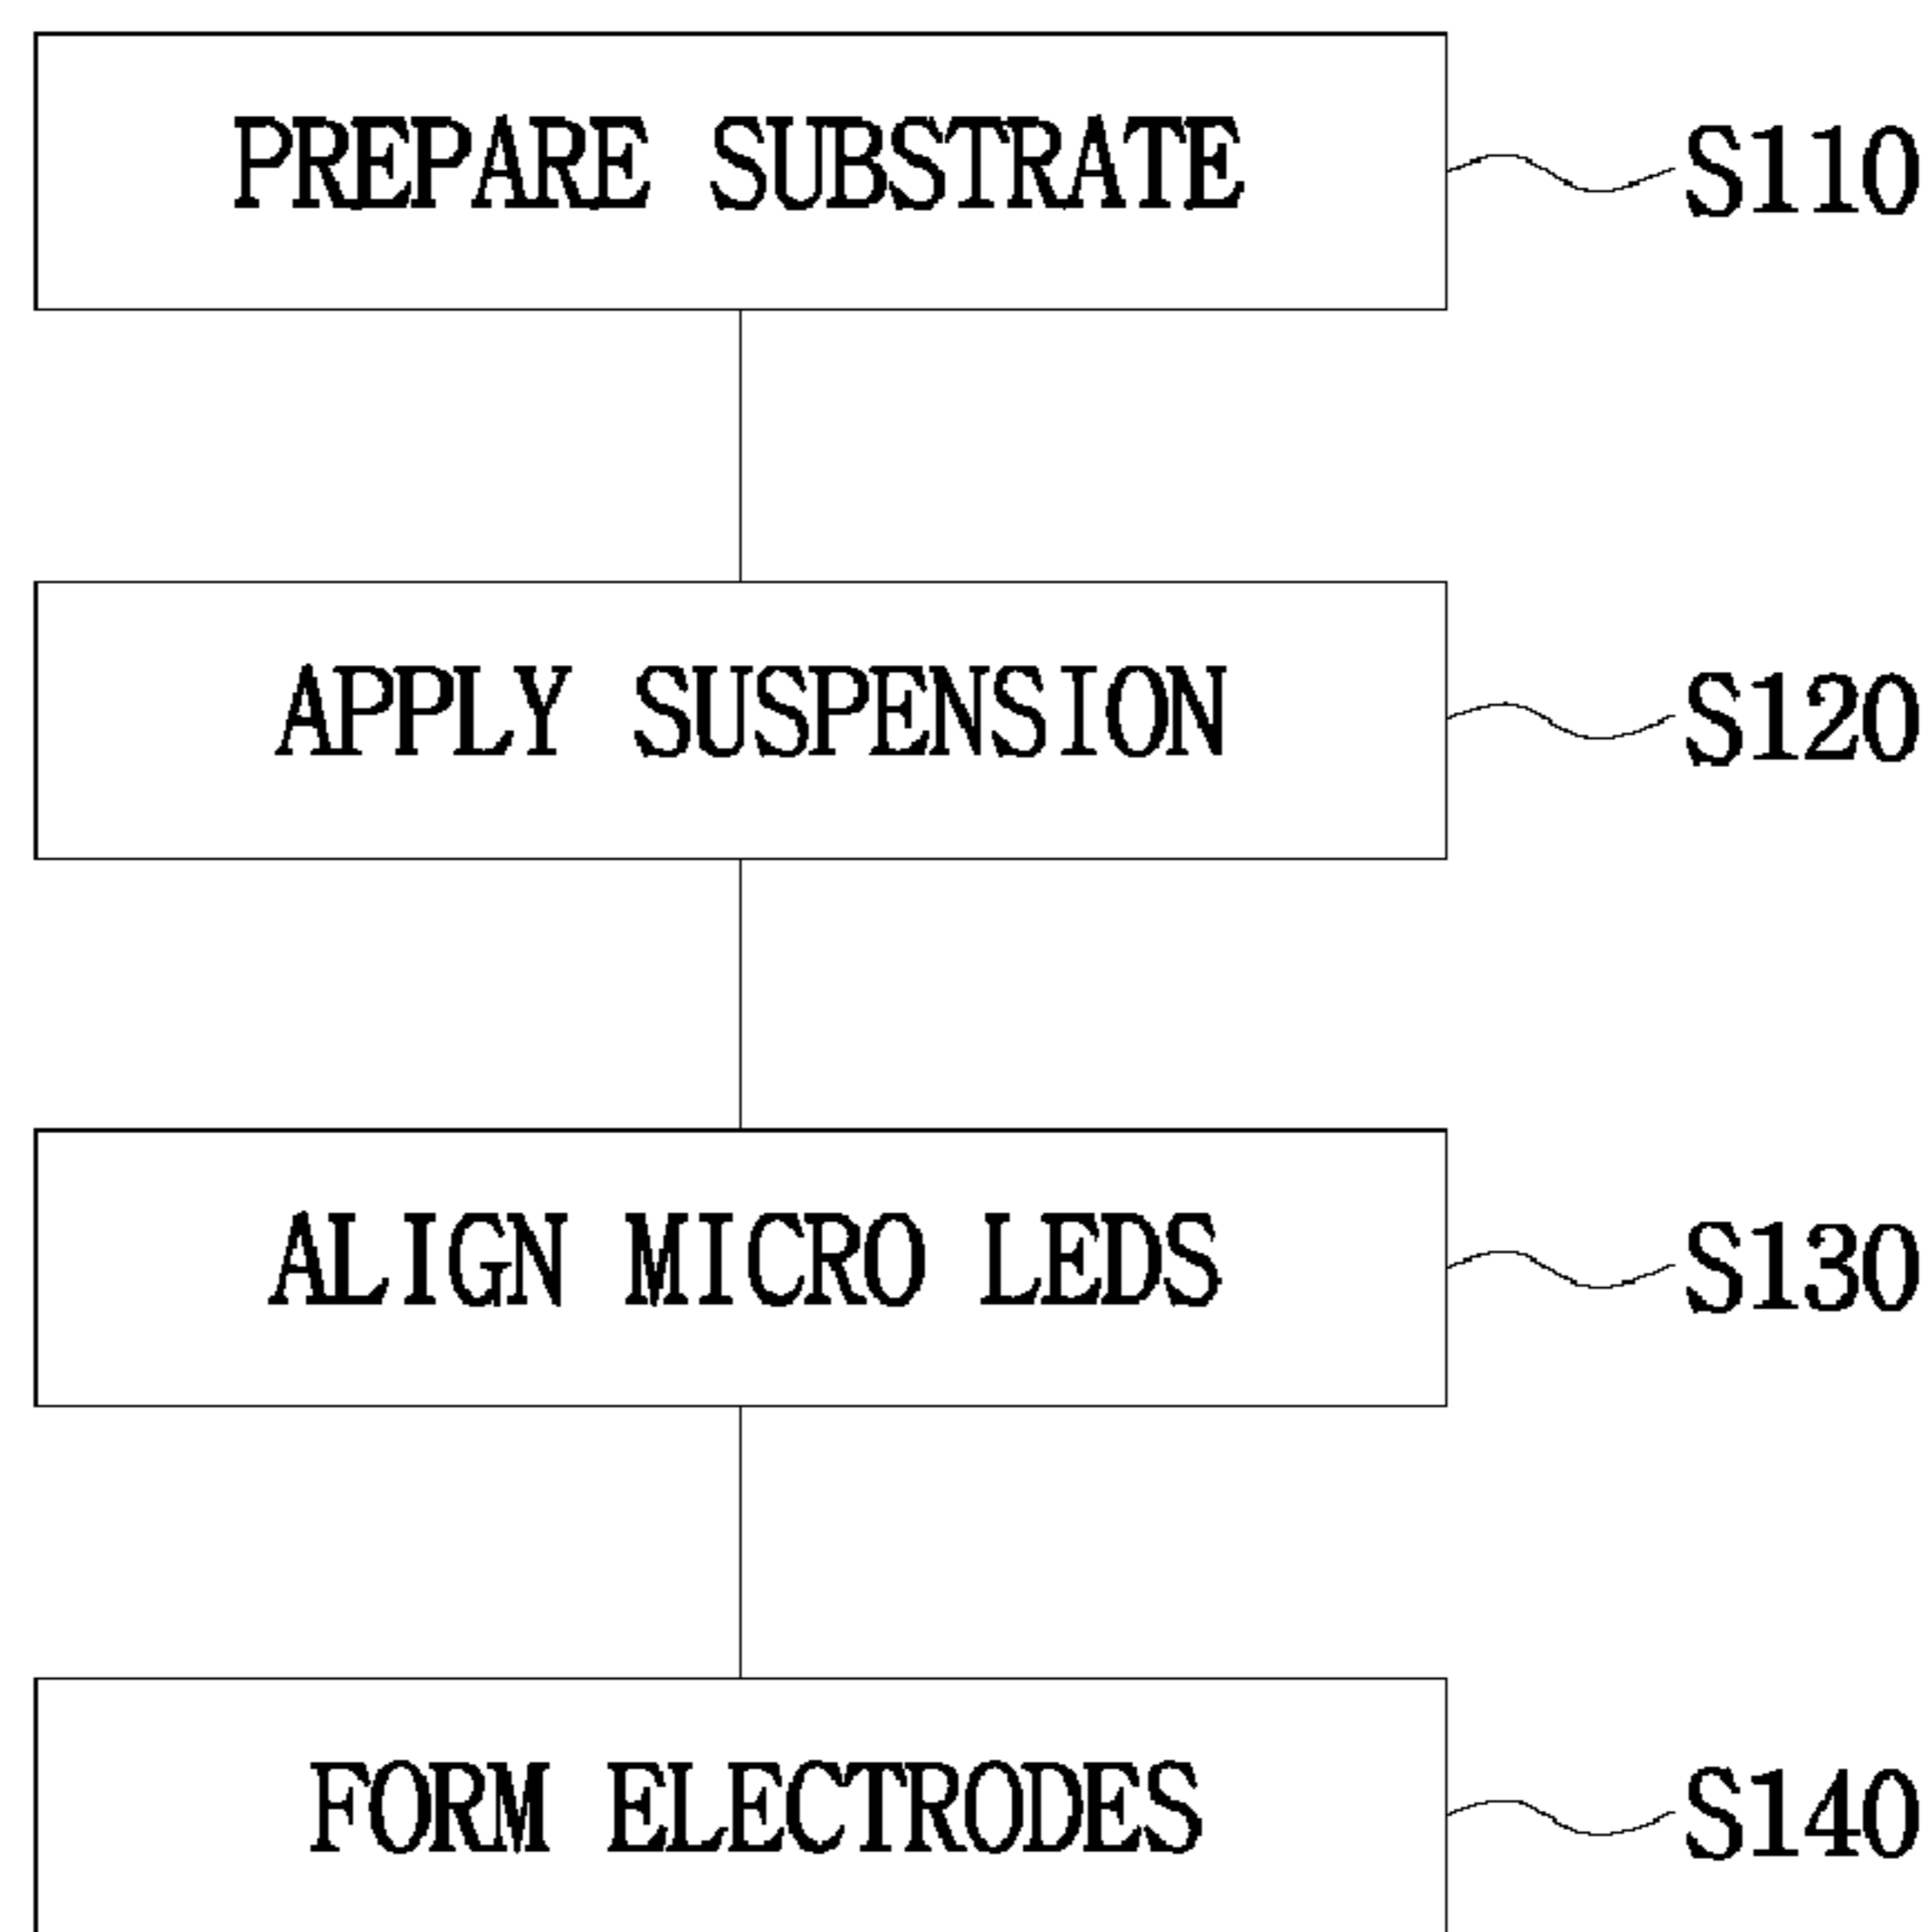 PREPARE SUBSTRATE S110
APPLY SUSPENSION S120
ALIGN MICRO LEDS S130
FORM ELECTRODES S140